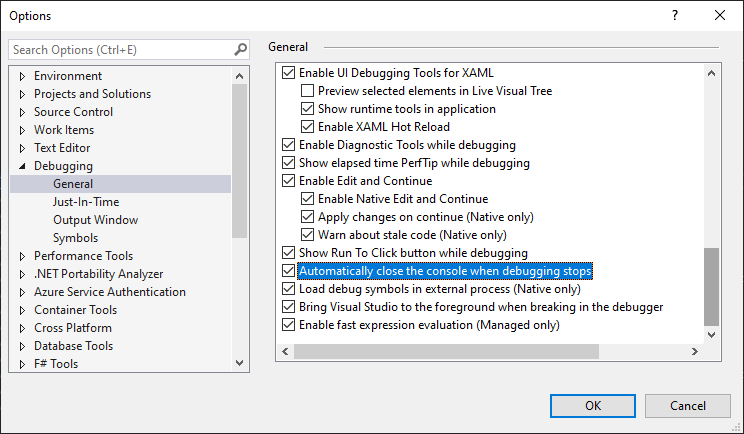 Options
Search Options (Ctrl+E)
Environment
Projects and Solutions
Source Control
Work Items
Text Editor
Debugging
General
Just-In-Time
Output Window
Symbols
Performance Tools
.NET Portability Analyzer
Azure Service Authentication
Container Tools
Cross Platform
Database Tools
F# Tools
General
Enable UI Debugging Tools for XAML
Preview selected elements in Live Visual Tree
Show runtime tools in application
Enable XAML Hot Reload
Enable Diagnostic Tools while debugging
Show elapsed time PerfTip while debugging
Enable Edit and Continue
Enable Native Edit and Continue
Apply changes on continue (Native only)
Warn about stale code (Native only)
Show Run To Click button while debugging
Automatically close the console when debugging stops
Load debug symbols in external process (Native only)
Bring Visual Studio to the foreground when breaking in the debugger
Enable fast expression evaluation (Managed only)
OK
Cancel